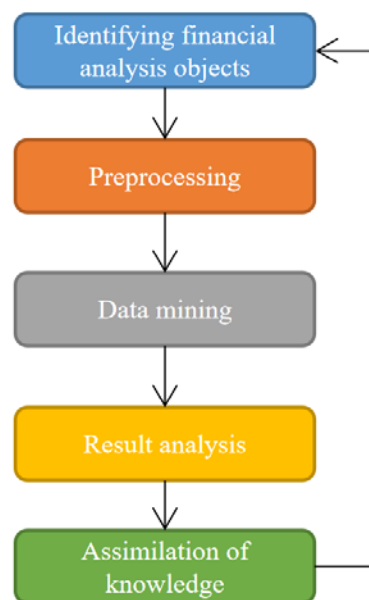 Identifying financial
analysis objects
Preprocessing
Data mining
Result analysis
Assimilation of
knowledge